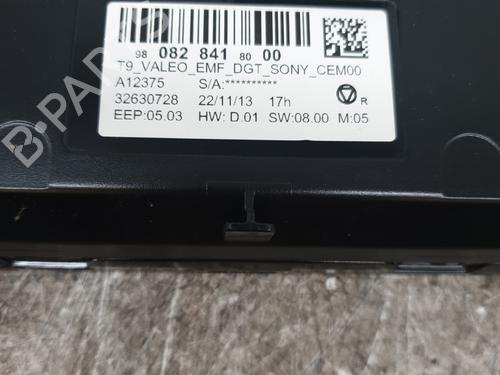 98 082 841 80 00
T9_VALEO_EMF_DGT_SONY_CEM00
A12375 S/A:**********
32630728 22/11/13 17h R
EEP:05.03 HW: D.01 SW:08.00 M:05
B-PARTS